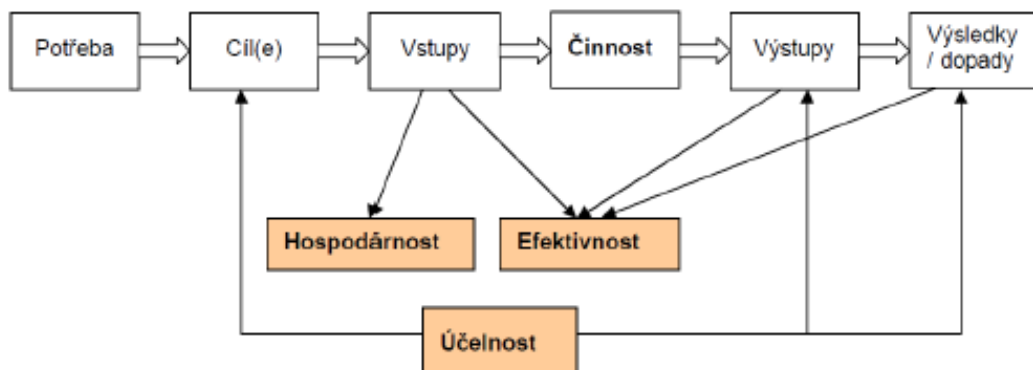 Potřeba
Cíl(e)
Vstupy
Činnost
Výstupy
Výsledky
/ dopady
Hospodárnost
Efektivnost
Účelnost